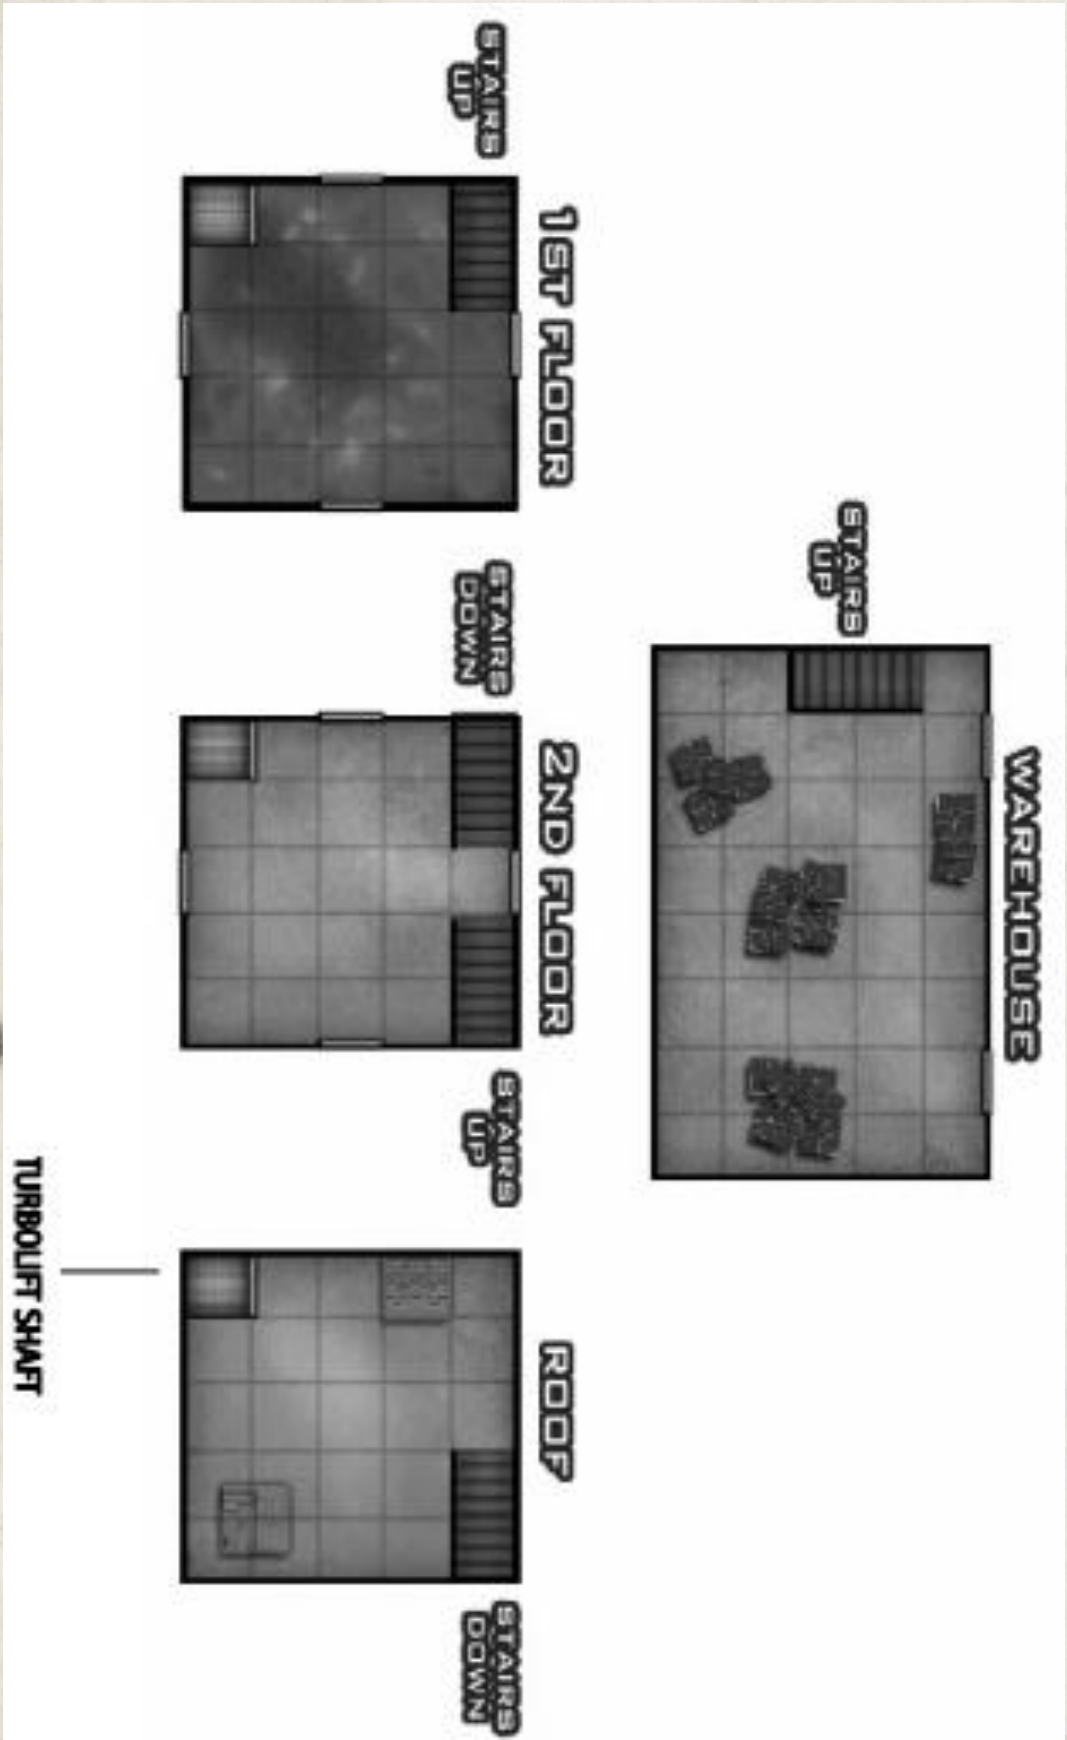 WAREHOUSE
STAIRS
UP
1ST FLOOR
2ND FLOOR
ROOF
STAIRS
UP
STAIRS
DOWN
STAIRS
UP
STAIRS
DOWN
TURBOLIFT SHAFT